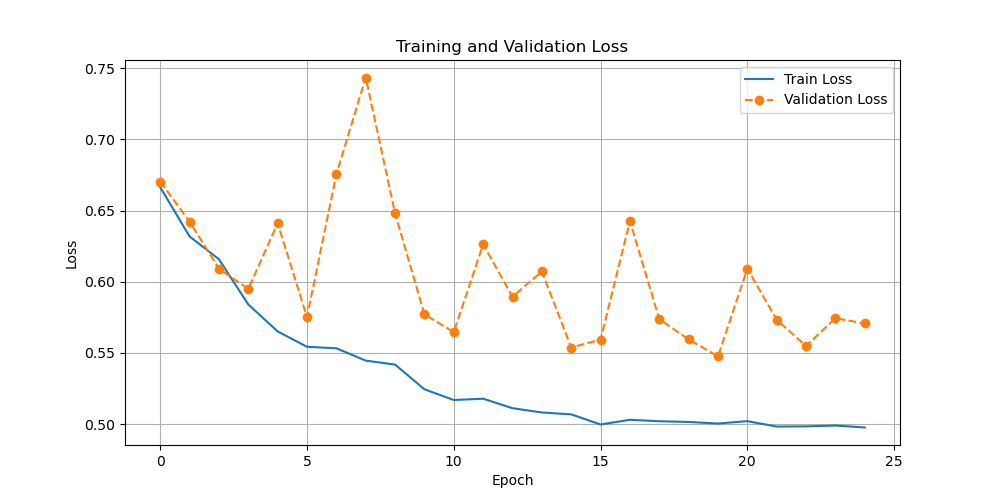 Training and Validation Loss
Train Loss
Validation Loss
0.75
0.70
0.65
0.60
0.55
0.50
Loss
0 5 10 15 20 25
Epoch